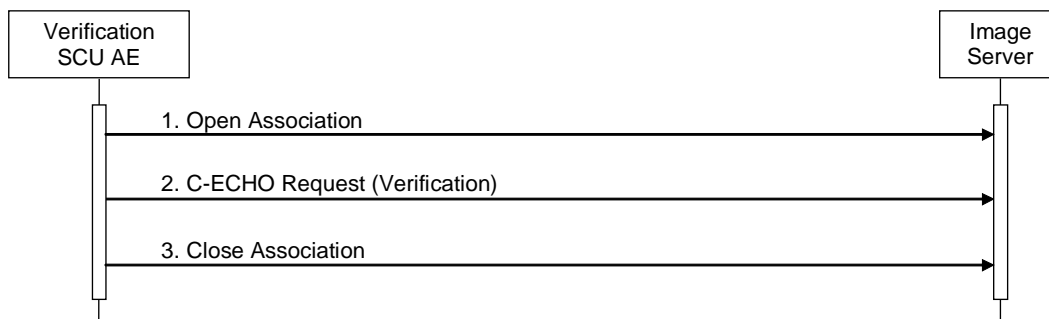 Verification
SCU AE
Image
Server
1. Open Association
2. C-ECHO Request (Verification)
3. Close Association